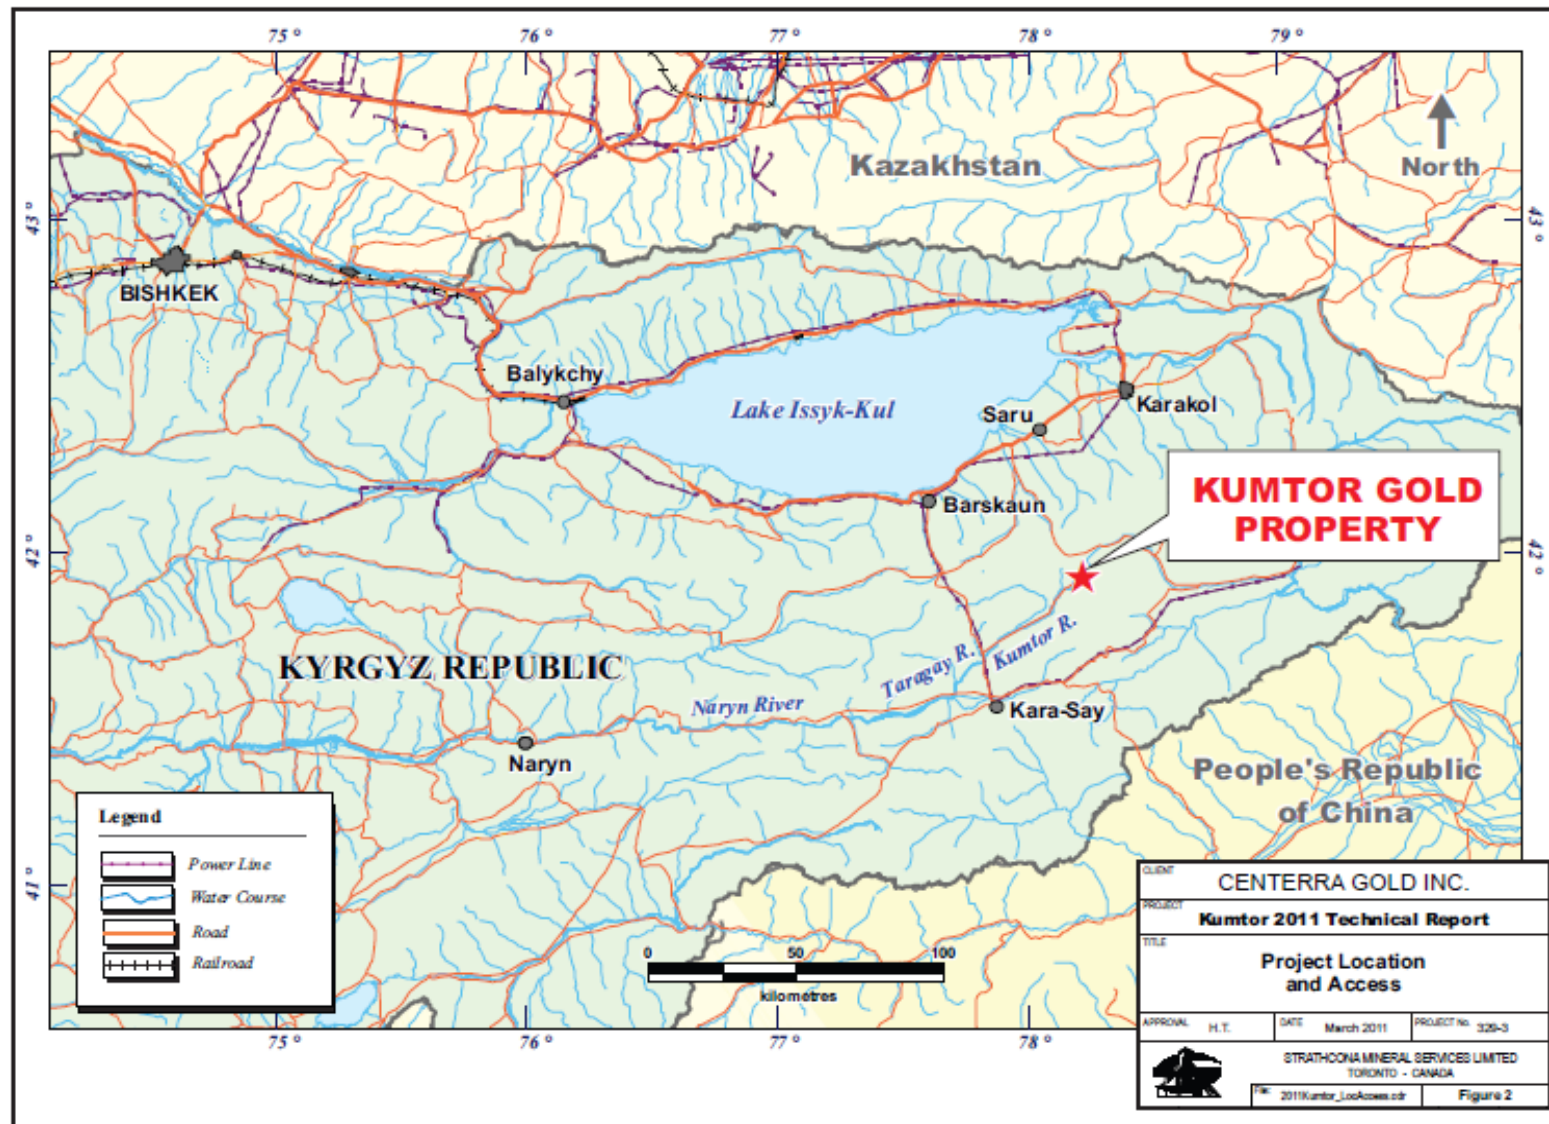 75° 76° 77° 78° 79°
Kazakhstan
North
43° 43°
BISHKEK
Balykchy
Lake Issyk-Kul
Saru
Karakol
KUMTOR GOLD
PROPERTY
Barskaun
42° 42°
KYRGYZ REPUBLIC
Taragay R.
Kumtor R.
Naryn River
Kara-Say
Naryn
People's Republic
of China
Legend
Power Line
Water Course
Road
Railroad
41°
0 50 100
kilometres
75° 76° 77° 78°
CLIENT
CENTERRA GOLD INC.
PROJECT
Kumtor 2011 Technical Report
TITLE
Project Location
and Access
APPROVAL H.T. DATE March 2011 PROJECT No. 329-3
STRATHCONA MINERAL SERVICES LIMITED
TORONTO - CANADA
File: 2011Kumtor_LocAccess.cdr Figure 2